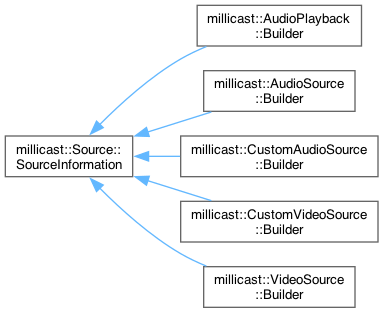 millicast::AudioPlayback
::Builder
millicast::AudioSource
::Builder
millicast::Source::
SourceInformation
millicast::CustomAudioSource
::Builder
millicast::CustomVideoSource
::Builder
millicast::VideoSource
::Builder